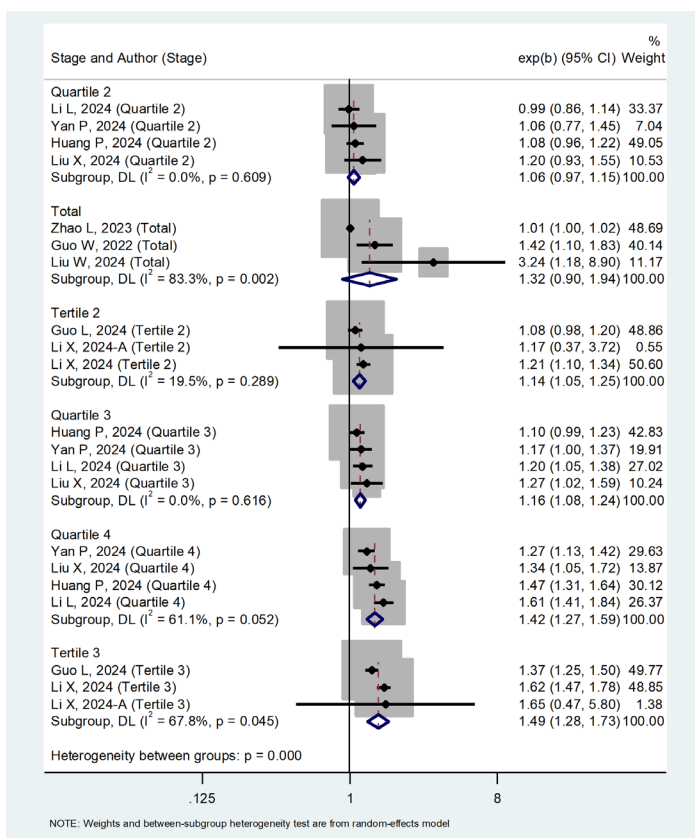 %
Stage and Author (Stage) exp(b) (95% CI) Weight
Quartile 2
Li L, 2024 (Quartile 2) 0.99 (0.86, 1.14) 33.37
Yan P, 2024 (Quartile 2) 1.06 (0.77, 1.45) 7.04
Huang P, 2024 (Quartile 2) 1.08 (0.96, 1.22) 49.05
Liu X, 2024 (Quartile 2) 1.20 (0.93, 1.55) 10.53
Subgroup, DL (I² = 0.0%, p = 0.609) 1.06 (0.97, 1.15) 100.00
Total
Zhao L, 2023 (Total) 1.01 (1.00, 1.02) 48.69
Guo W, 2022 (Total) 1.42 (1.10, 1.83) 40.14
Liu W, 2024 (Total) 3.24 (1.18, 8.90) 11.17
Subgroup, DL (I² = 83.3%, p = 0.002) 1.32 (0.90, 1.94) 100.00
Tertile 2
Guo L, 2024 (Tertile 2) 1.08 (0.98, 1.20) 48.86
Li X, 2024-A (Tertile 2) 1.17 (0.37, 3.72) 0.55
Li X, 2024 (Tertile 2) 1.21 (1.10, 1.34) 50.60
Subgroup, DL (I² = 19.5%, p = 0.289) 1.14 (1.05, 1.25) 100.00
Quartile 3
Huang P, 2024 (Quartile 3) 1.10 (0.99, 1.23) 42.83
Yan P, 2024 (Quartile 3) 1.17 (1.00, 1.37) 19.91
Li L, 2024 (Quartile 3) 1.20 (1.05, 1.38) 27.02
Liu X, 2024 (Quartile 3) 1.27 (1.02, 1.59) 10.24
Subgroup, DL (I² = 0.0%, p = 0.616) 1.16 (1.08, 1.24) 100.00
Quartile 4
Yan P, 2024 (Quartile 4) 1.27 (1.13, 1.42) 29.63
Liu X, 2024 (Quartile 4) 1.34 (1.05, 1.72) 13.87
Huang P, 2024 (Quartile 4) 1.47 (1.31, 1.64) 30.12
Li L, 2024 (Quartile 4) 1.61 (1.41, 1.84) 26.37
Subgroup, DL (I² = 61.1%, p = 0.052) 1.42 (1.27, 1.59) 100.00
Tertile 3
Guo L, 2024 (Tertile 3) 1.37 (1.25, 1.50) 49.77
Li X, 2024 (Tertile 3) 1.62 (1.47, 1.78) 48.85
Li X, 2024-A (Tertile 3) 1.65 (0.47, 5.80) 1.38
Subgroup, DL (I² = 67.8%, p = 0.045) 1.49 (1.28, 1.73) 100.00
Heterogeneity between groups: p = 0.000
.125 1 8
NOTE: Weights and between-subgroup heterogeneity test are from random-effects model